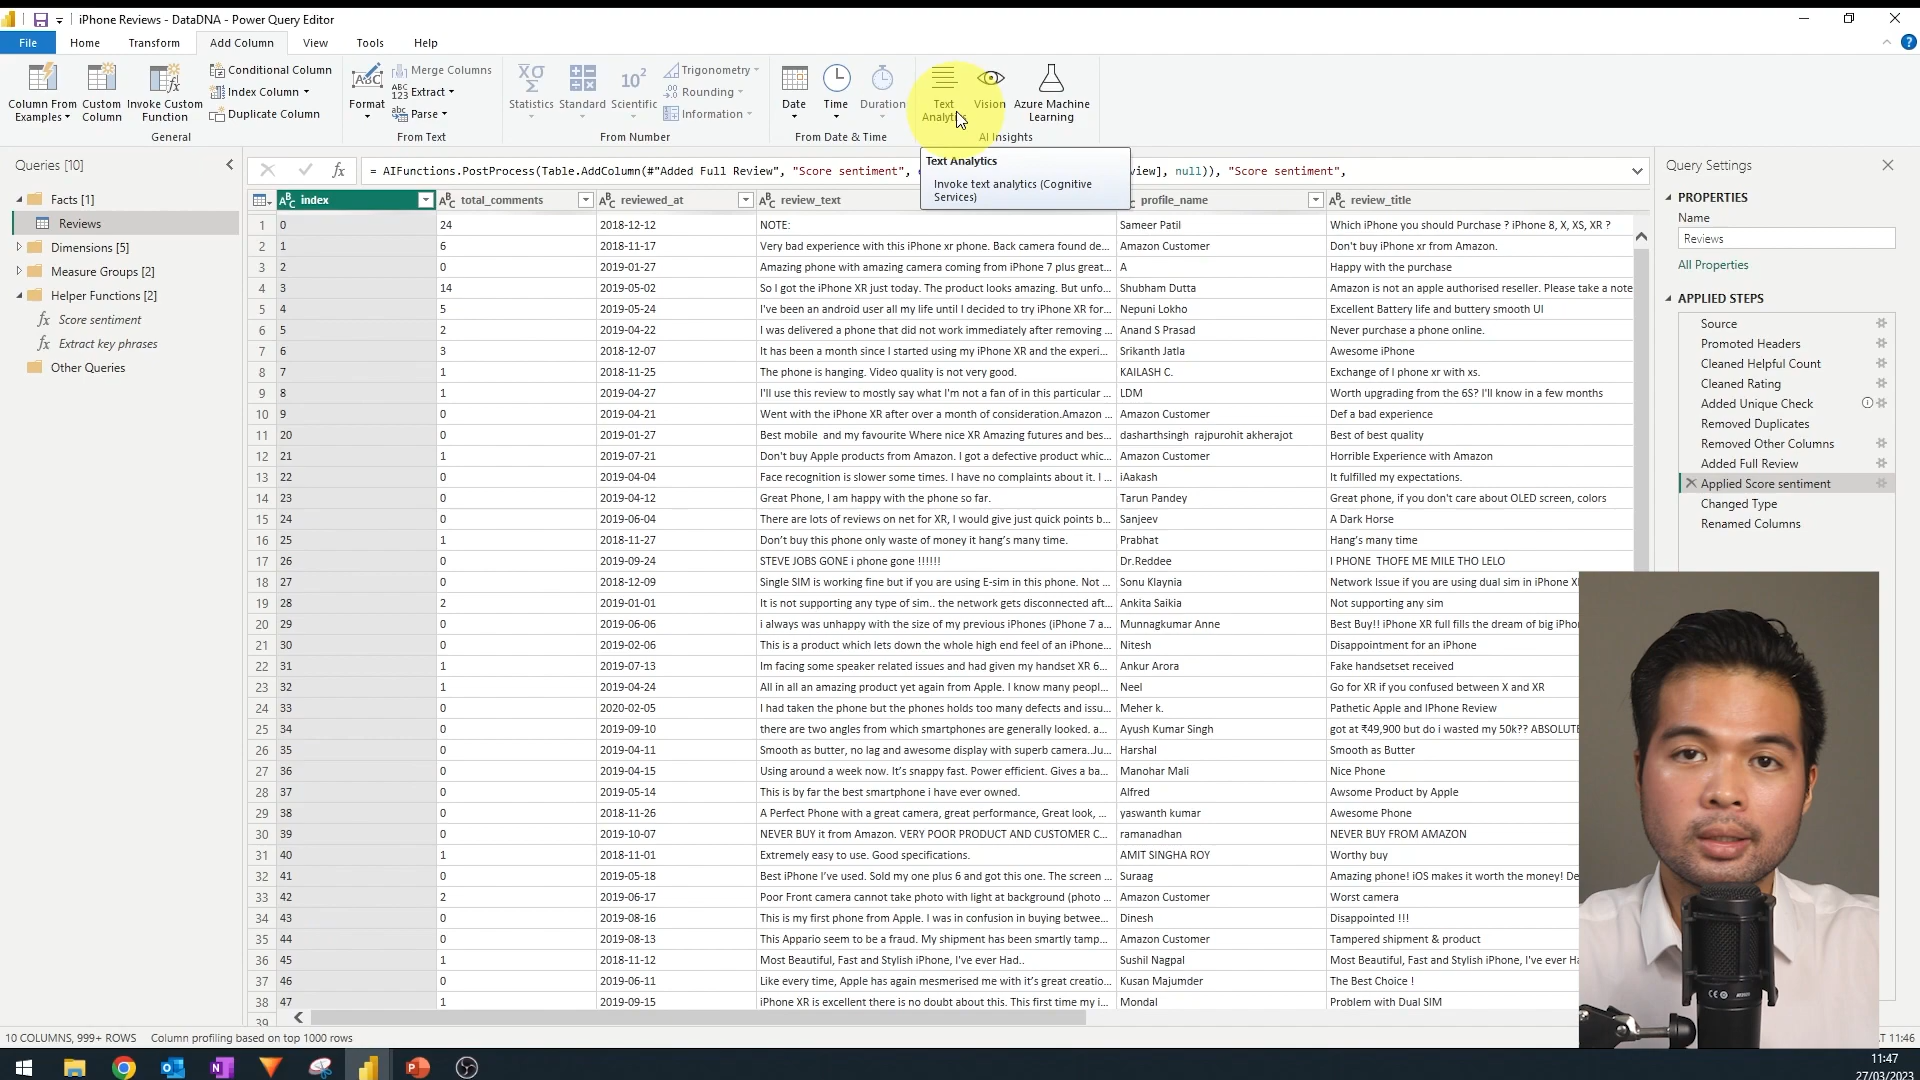 iPhone Reviews - DataDNA - Power Query Editor
File Home Transform Add Column View Tools Help
Column From Examples
Custom Column
Invoke Custom Function
Conditional Column
Index Column
Duplicate Column
General
Format
Merge Columns
Extract
Parse
From Text
Statistics
Standard
Scientific
Trigonometry
Rounding
Information
From Number
Date
Time
Duration
From Date & Time
Text Analytics
Vision
Azure Machine Learning
AI Insights
Text Analytics
Invoke text analytics (Cognitive
Services)
Queries [10]
Facts [1]
Reviews
Dimensions [5]
Measure Groups [2]
Helper Functions [2]
Score sentiment
Extract key phrases
Other Queries
= AIFunctions.PostProcess(Table.AddColumn(#"Added Full Review", "Score sentiment", view], null)), "Score sentiment",
index total_comments reviewed_at review_text profile_name review_title
1 0 24 2018-12-12 NOTE: Sameer Patil Which iPhone you should Purchase ? iPhone 8, X, XS, XR ?
2 1 6 2018-11-17 Very bad experience with this iPhone xr phone. Back camera found de... Amazon Customer Don't buy iPhone xr from Amazon.
3 2 0 2019-01-27 Amazing phone with amazing camera coming from iPhone 7 plus great... A Happy with the purchase
4 3 14 2019-05-02 So I got the iPhone XR just today. The product looks amazing. But unfo... Shubham Dutta Amazon is not an apple authorised reseller. Please take a note
5 4 5 2019-05-24 I've been an android user all my life until I decided to try iPhone XR for... Nepuni Lokho Excellent Battery life and buttery smooth UI
6 5 2 2019-04-22 I was delivered a phone that did not work immediately after removing ... Anand S Prasad Never purchase a phone online.
7 6 3 2018-12-07 It has been a month since I started using my iPhone XR and the experi... Srikanth Jatla Awesome iPhone
8 7 1 2018-11-25 The phone is hanging. Video quality is not very good. KAILASH C. Exchange of I phone xr with xs.
9 8 1 2019-04-27 I'll use this review to mostly say what I'm not a fan of in this particular ... LDM Worth upgrading from the 6S? I'll know in a few months
10 9 0 2019-04-21 Went with the iPhone XR after over a month of consideration.Amazon ... Amazon Customer Def a bad experience
11 20 0 2019-01-27 Best mobile and my favourite Where nice XR Amazing futures and bes... dasharthsingh rajpurohit akherajot Best of best quality
12 21 1 2019-07-21 Don't buy Apple products from Amazon. I got a defective product whic... Amazon Customer Horrible Experience with Amazon
13 22 0 2019-04-04 Face recognition is slower some times. I have no complaints about it. I ... iAakash It fulfilled my expectations.
14 23 0 2019-04-12 Great Phone, I am happy with the phone so far. Tarun Pandey Great phone, if you don't care about OLED screen, colors
15 24 0 2019-06-04 There are lots of reviews on net for XR, I would give just quick points b... Sanjeev A Dark Horse
16 25 1 2018-11-27 Don't buy this phone only waste of money it hang's many time. Prabhat Hang's many time
17 26 0 2019-09-24 STEVE JOBS GONE i phone gone !!!!!! Dr.Reddee I PHONE THOFE ME MILE THO LELO
18 27 0 2018-12-09 Single SIM is working fine but if you are using E-sim in this phone. Not ... Sonu Klaynia Network Issue if you are using dual sim in iPhone X
19 28 2 2019-01-01 It is not supporting any type of sim.. the network gets disconnected aft... Ankita Saikia Not supporting any sim
20 29 0 2019-06-06 i always was unhappy with the size of my previous iPhones (iPhone 7 a... Munnagkumar Anne Best Buy!! iPhone XR full fills the dream of big iPho
21 30 0 2019-02-06 This is a product which lets down the whole high end feel of an iPhone... Nitesh Disappointment for an iPhone
22 31 1 2019-07-13 Im facing some speaker related issues and had given my handset XR 6... Ankur Arora Fake handsetset received
23 32 1 2019-04-24 All in all an amazing product yet again from Apple. I know many peopl... Neel Go for XR if you confused between X and XR
24 33 0 2020-02-05 I had taken the phone but the phones holds too many defects and issu... Meher k. Pathetic Apple and IPhone Review
25 34 0 2019-09-10 there are two angles from which smartphones are generally looked. a... Ayush Kumar Singh got at ₹49,900 but do i wasted my 50k?? ABSOLUTE
26 35 0 2019-04-11 Smooth as butter, no lag and awesome display with superb camera..Ju... Harshal Smooth as Butter
27 36 0 2019-04-15 Using around a week now. It's snappy fast. Power efficient. Gives a ba... Manohar Mali Nice Phone
28 37 0 2019-05-14 This is by far the best smartphone i have ever owned. Alfred Awsome Product by Apple
29 38 0 2018-11-26 A Perfect Phone with a great camera, great performance, Great look, ... yaswanth kumar Awesome Phone
30 39 0 2019-10-07 NEVER BUY it from Amazon. VERY POOR PRODUCT AND CUSTOMER C... ramanadhan NEVER BUY FROM AMAZON
31 40 1 2018-11-01 Extremely easy to use. Good specifications. AMIT SINGHA ROY Worthy buy
32 41 0 2019-05-18 Best iPhone I've used. Sold my one plus 6 and got this one. The screen ... Suraag Amazing phone! iOS makes it worth the money! De
33 42 2 2019-06-17 Poor Front camera cannot take photo with light at background (photo ... Amazon Customer Worst camera
34 43 0 2019-08-16 This is my first phone from Apple. I was in confusion in buying betwee... Dinesh Disappointed !!!
35 44 0 2019-08-13 This Appario seem to be a fraud. My shipment has been smartly tamp... Amazon Customer Tampered shipment & product
36 45 1 2018-11-12 Most Beautiful, Fast and Stylish iPhone, I've ever Had.. Sushil Nagpal Most Beautiful, Fast and Stylish iPhone, I've ever Ha
37 46 0 2019-06-11 Like every time, Apple has again mesmerised me with it's great creatio... Kusan Majumder The Best Choice !
38 47 1 2019-09-15 iPhone XR is excellent there is no doubt about this. This first time my i... Mondal Problem with Dual SIM
39
Query Settings
PROPERTIES
Name
Reviews
All Properties
APPLIED STEPS
Source
Promoted Headers
Cleaned Helpful Count
Cleaned Rating
Added Unique Check
Removed Duplicates
Removed Other Columns
Added Full Review
Applied Score sentiment
Changed Type
Renamed Columns
10 COLUMNS, 999+ ROWS Column profiling based on top 1000 rows
AT 11:46
11:47
27/03/2023